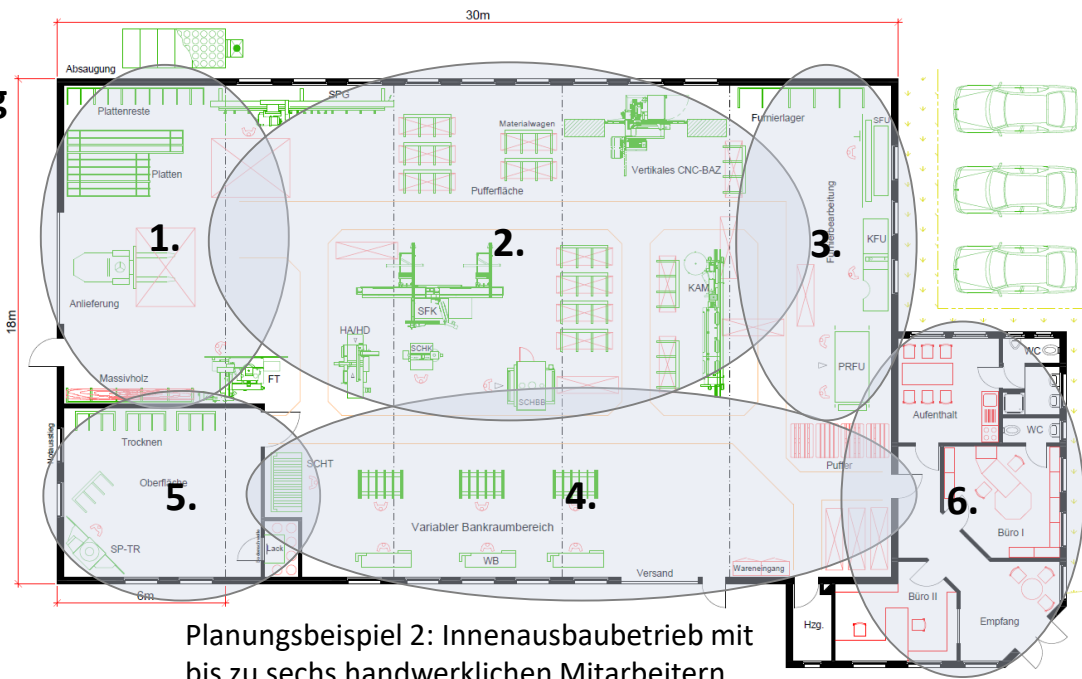 30m
g
Absaugung
Plattenreste
SPG
Materialwagen
Furnierlager
SFU
Platten
Pufferfläche
Vertikales CNC-BAZ
1.
2.
3.
Furnierbearbeitung
KFU
18m
Anlieferung
SFK
KAM
HA/HD
SCHK
Massivholz
FT
SCHBB
PRFU
WC
Aufenthalt
WC
Notausstieg
Trocknen
Oberfläche
SCHT
Puffer
5.
4.
6.
Büro I
Variabler Bankraumbereich
SP-TR
Lack
WB
Versand
Wareneingang
6m
Hzg.
Büro II
Empfang
Planungsbeispiel 2: Innenausbaubetrieb mit
bis zu sechs handwerklichen Mitarbeitern